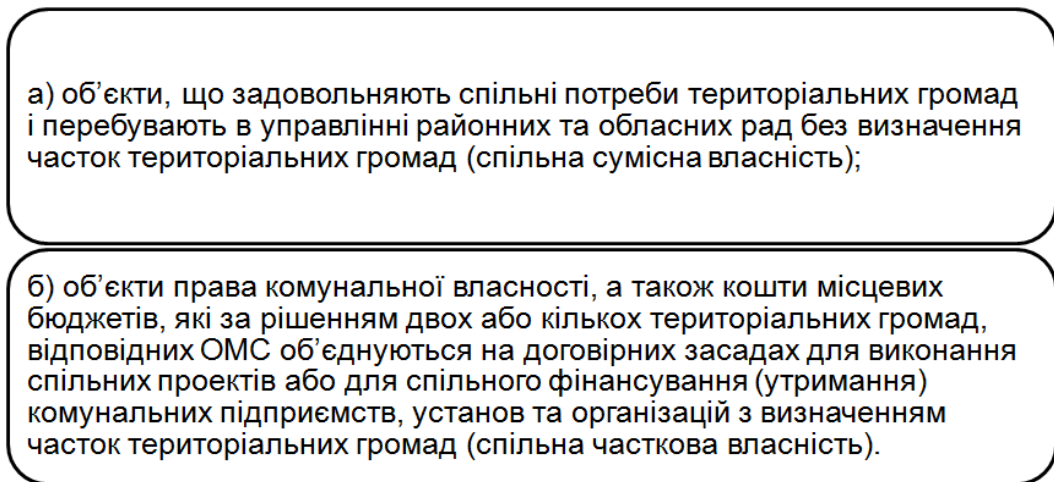 а) об’єкти, що задовольняють спільні потреби територіальних громад
і перебувають в управлінні районних та обласних рад без визначення
часток територіальних громад (спільна сумісна власність);
б) об’єкти права комунальної власності, а також кошти місцевих
бюджетів, які за рішенням двох або кількох територіальних громад,
відповідних ОМС об’єднуються на договірних засадах для виконання
спільних проектів або для спільного фінансування (утримання)
комунальних підприємств, установ та організацій з визначенням
часток територіальних громад (спільна часткова власність).